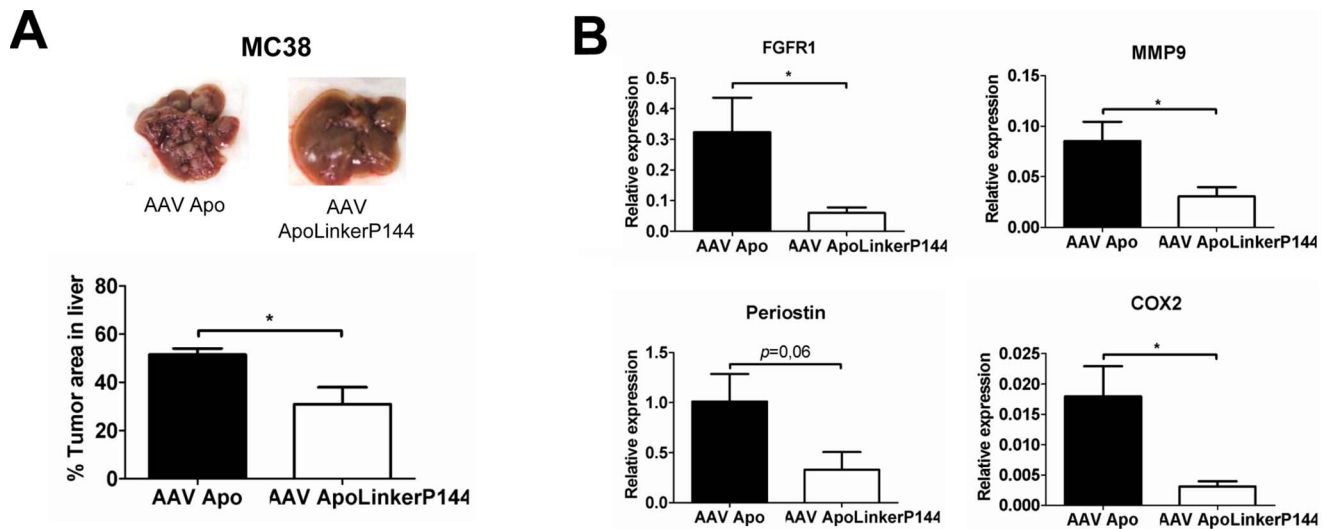 A
MC38
AAV Apo
AAV
ApoLinkerP144
% Tumor area in liver
80
60
40
20
0
*
AAV Apo
AAV ApoLinkerP144
B
FGFR1
Relative expression
0.5
0.4
0.3
0.2
0.1
0.0
*
AAV Apo
AAV ApoLinkerP144
MMP9
Relative expression
0.15
0.10
0.05
0.00
*
AAV Apo
AAV ApoLinkerP144
Periostin
Relative expression
1.5
1.0
0.5
0.0
p=0,06
AAV Apo
AAV ApoLinkerP144
COX2
Relative expression
0.025
0.020
0.015
0.010
0.005
0.000
*
AAV Apo
AAV ApoLinkerP144